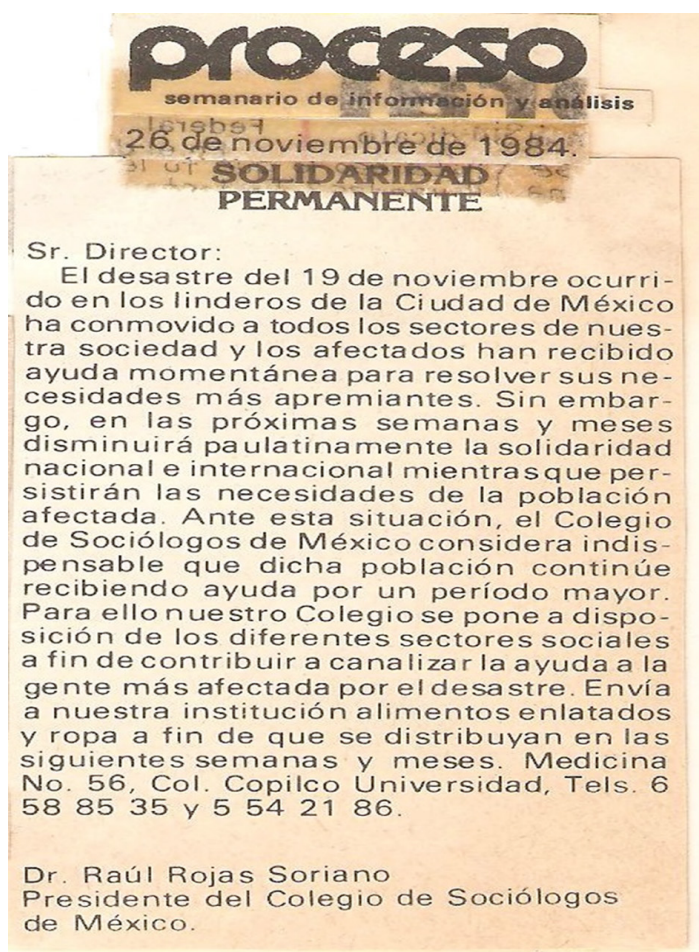 proceso
semanario de información y análisis
26 de noviembre de 1984.
SOLIDARIDAD
PERMANENTE
Sr. Director:
El desastre del 19 de noviembre ocurri-
do en los linderos de la Ciudad de México
ha conmovido a todos los sectores de nues-
tra sociedad y los afectados han recibido
ayuda momentánea para resolver sus ne-
cesidades más apremiantes. Sin embar-
go, en las próximas semanas y meses
disminuirá paulatinamente la solidaridad
nacional e internacional mientras que per-
sistirán las necesidades de la población
afectada. Ante esta situación, el Colegio
de Sociólogos de México considera indis-
pensable que dicha población continúe
recibiendo ayuda por un período mayor.
Para ello nuestro Colegio se pone a dispo-
sición de los diferentes sectores sociales
a fin de contribuir a canalizar la ayuda a la
gente más afectada por el desastre. Envía
a nuestra institución alimentos enlatados
y ropa a fin de que se distribuyan en las
siguientes semanas y meses. Medicina
No. 56, Col. Copilco Universidad, Tels. 6
58 85 35 y 5 54 21 86.
Dr. Raúl Rojas Soriano
Presidente del Colegio de Sociólogos
de México.